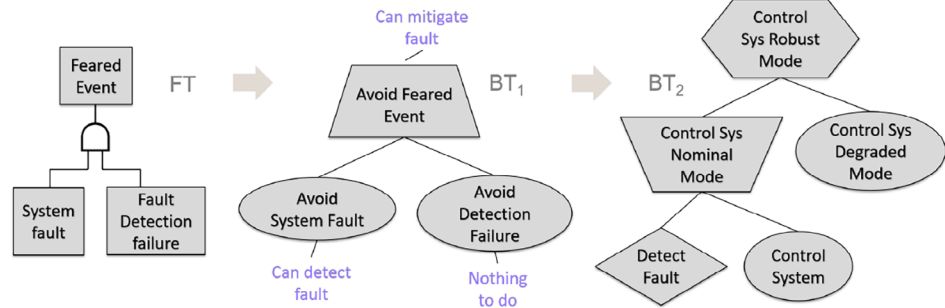 Feared
Event
System
fault
Fault
Detection
failure
FT
Can mitigate
fault
Avoid Feared
Event
BT1
Avoid
System Fault
Avoid
Detection
Failure
Can detect
fault
Nothing
to do
BT2
Control
Sys Robust
Mode
Control Sys
Nominal
Mode
Control Sys
Degraded
Mode
Detect
Fault
Control
System